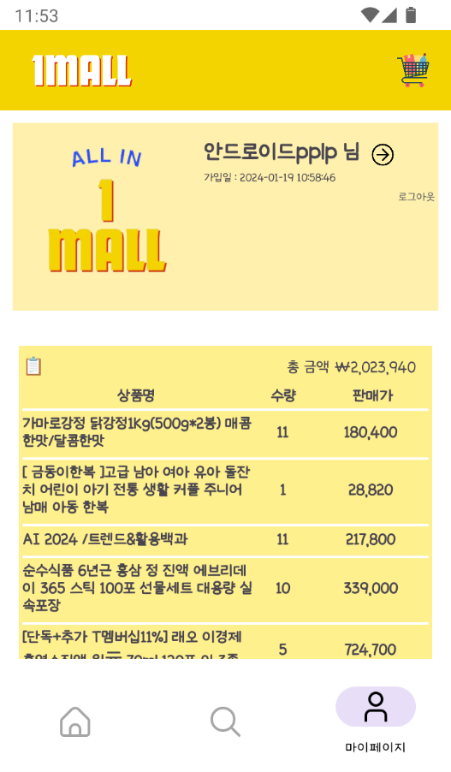 11:53
1MALL
ALL IN
1
MALL
안드로이드pplp 님
가입일 : 2024-01-19 10:58:46
로그아웃
총 금액 ₩2,023,940
상품명 수량 판매가
가마로강정 닭강정1Kg(500g*2봉) 매콤
한맛/달콤한맛 11 180,400
[ 금동이한복 ]고급 남아 여아 유아 돌잔
치 어린이 아기 전통 생활 커플 주니어 1 28,820
남매 아동 한복
AI 2024 /트렌드&활용백과 11 217,800
순수식품 6년근 홍삼 정 진액 에브리데
이 365 스틱 100포 선물세트 대용량 실 10 339,000
속포장
[단독+추가 T멤버십11%] 래오 이경제
5 724,700
마이페이지